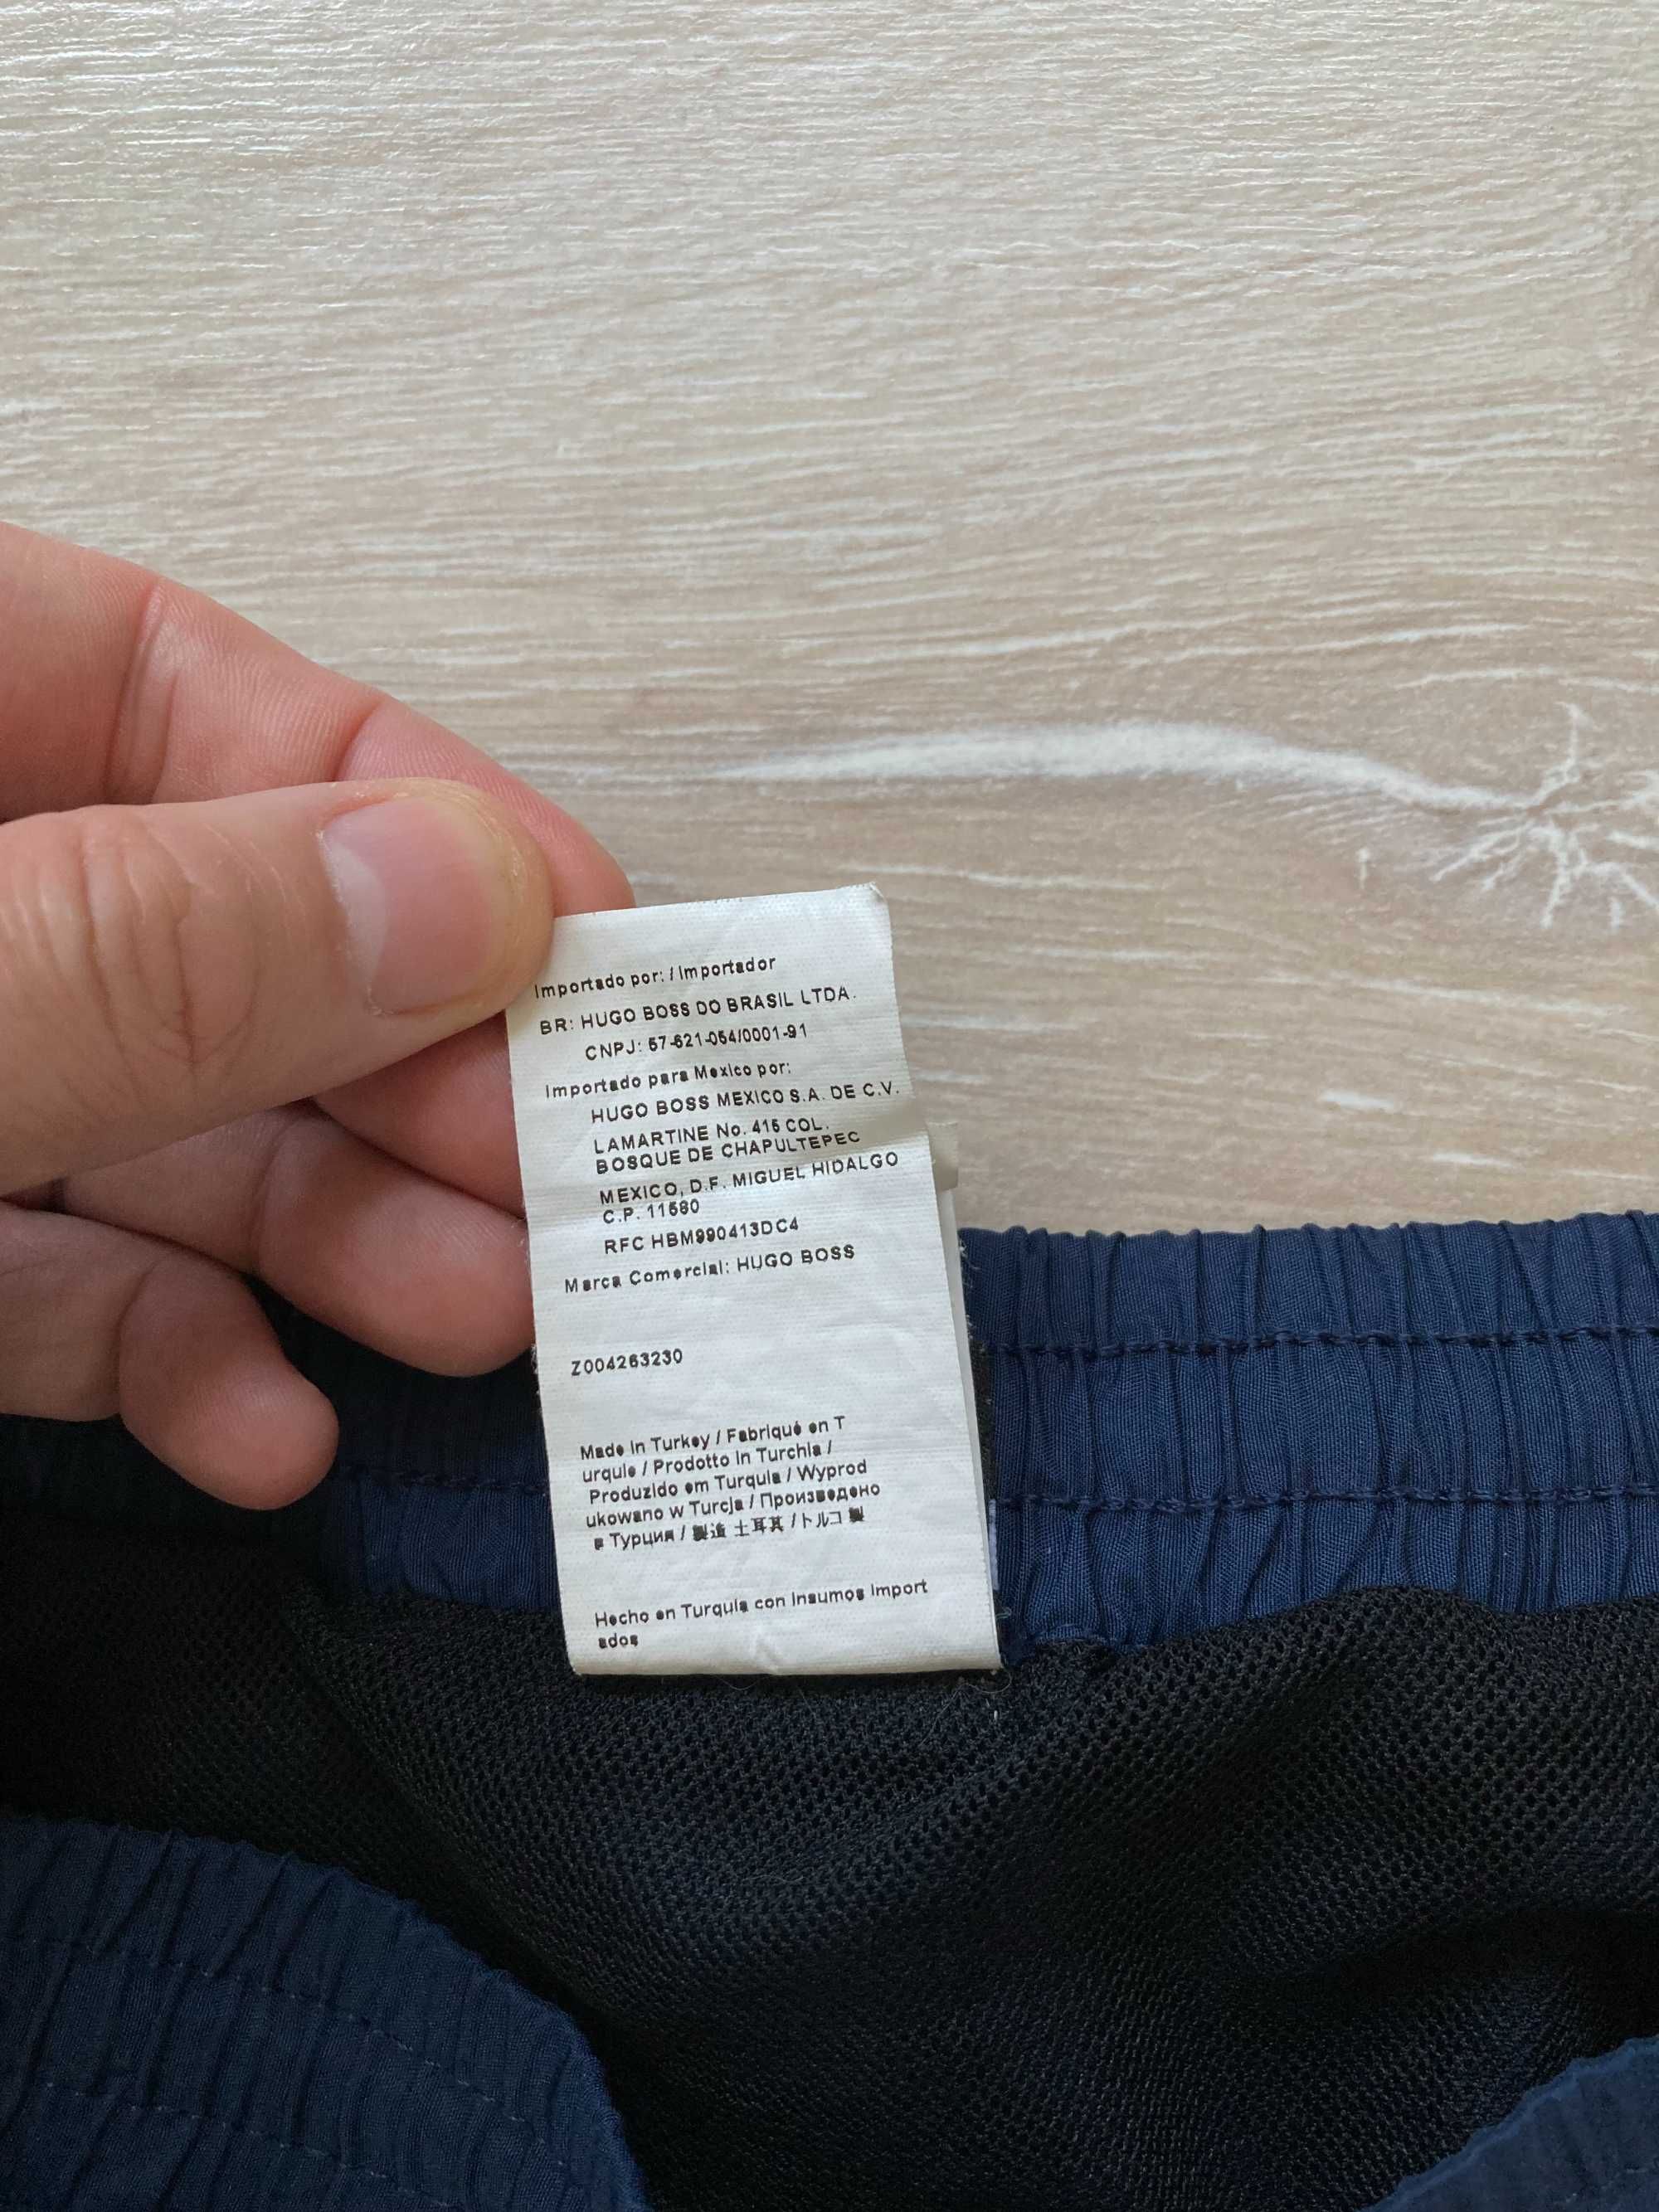 Importado por: / Importador
BR: HUGO BOSS DO BRASIL LTDA.
CNPJ: 57-621-054/0001-91
Importado para Mexico por:
HUGO BOSS MEXICO S.A. DE C.V.
LAMARTINE No. 415 COL.
BOSQUE DE CHAPULTEPEC
MEXICO, D.F. MIGUEL HIDALGO
C.P. 11580
RFC HBM990413DC4
Marca Comercial: HUGO BOSS
Z004263230
Made in Turkey / Fabriqué en T
urquie / Prodotto in Turchia /
Produzido em Turquia / Wyprod
ukowano w Turcja / Произведено
в Турция / 製造 土耳其 / トルコ 製
Hecho en Turquia con insumos import
ados